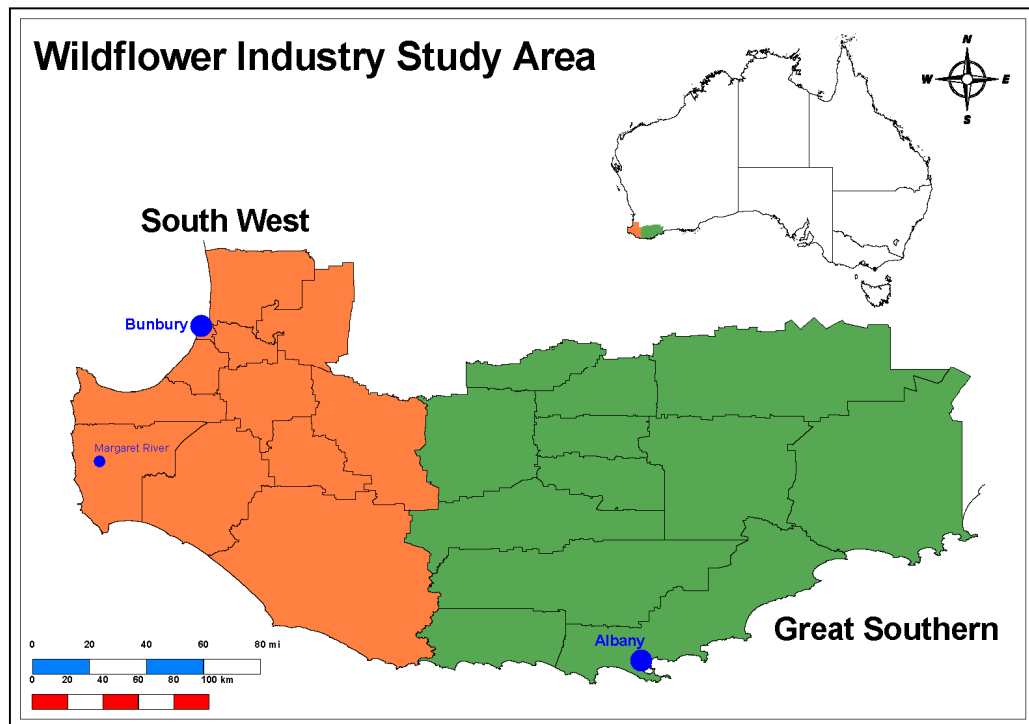 Wildflower Industry Study Area
N
W E
S
South West
Bunbury
Margaret River
Albany
Great Southern
0 20 40 60 80 mi
0 20 40 60 80 100 km